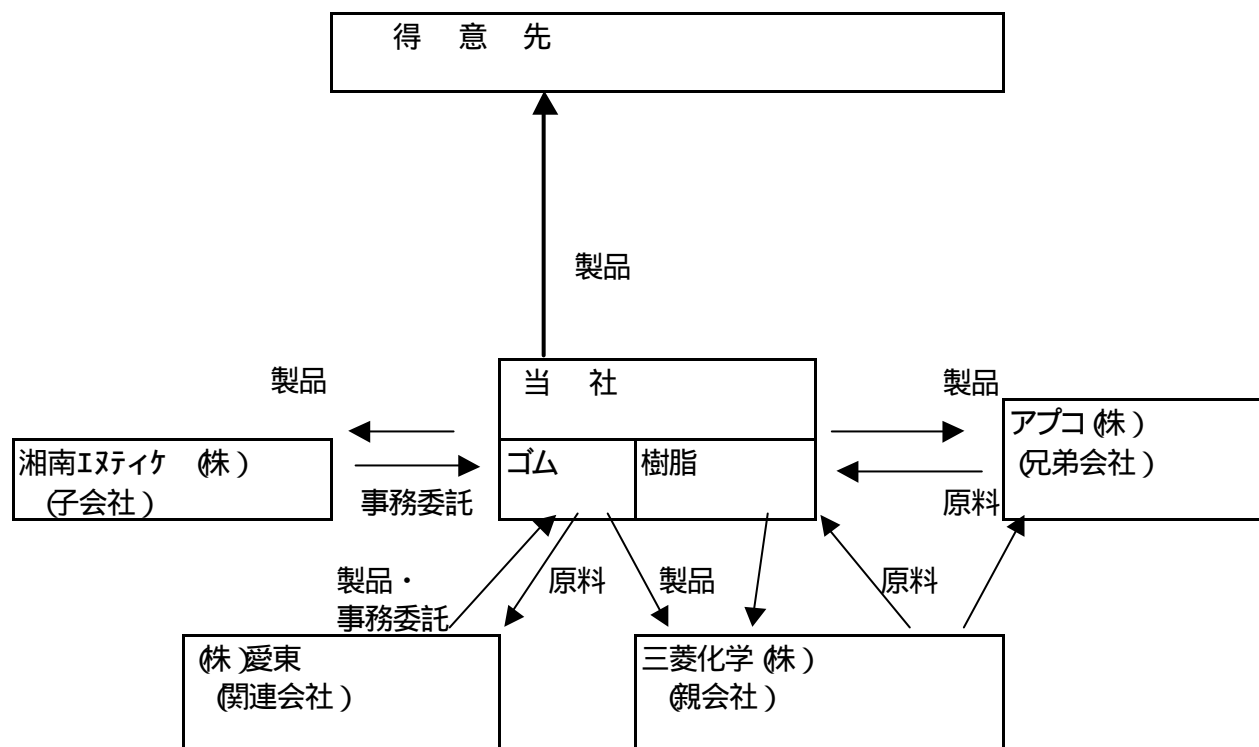 得 意 先
製品
製品
当 社
製品
アプコ(株)
(兄弟会社)
湘南ｴﾇティｹ (株)
(子会社)
ゴム
樹脂
事務委託
原料
製品・
事務委託
原料
製品
原料
(株)愛東
(関連会社)
三菱化学(株)
(親会社)